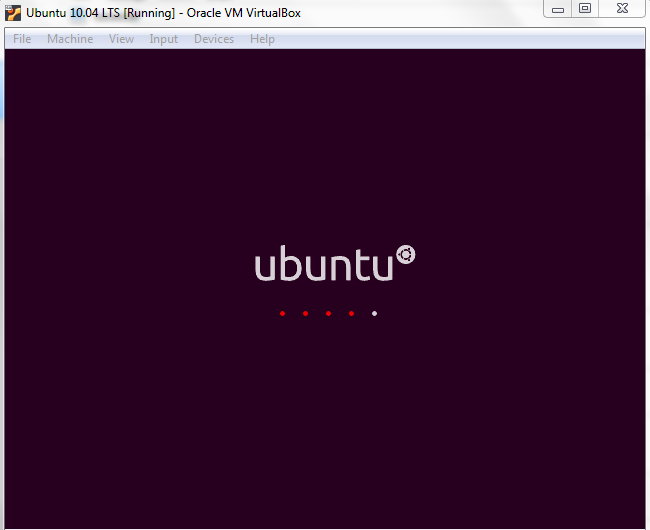 Ubuntu 10.04 LTS [Running] - Oracle VM VirtualBox
File Machine View Input Devices Help
ubuntu